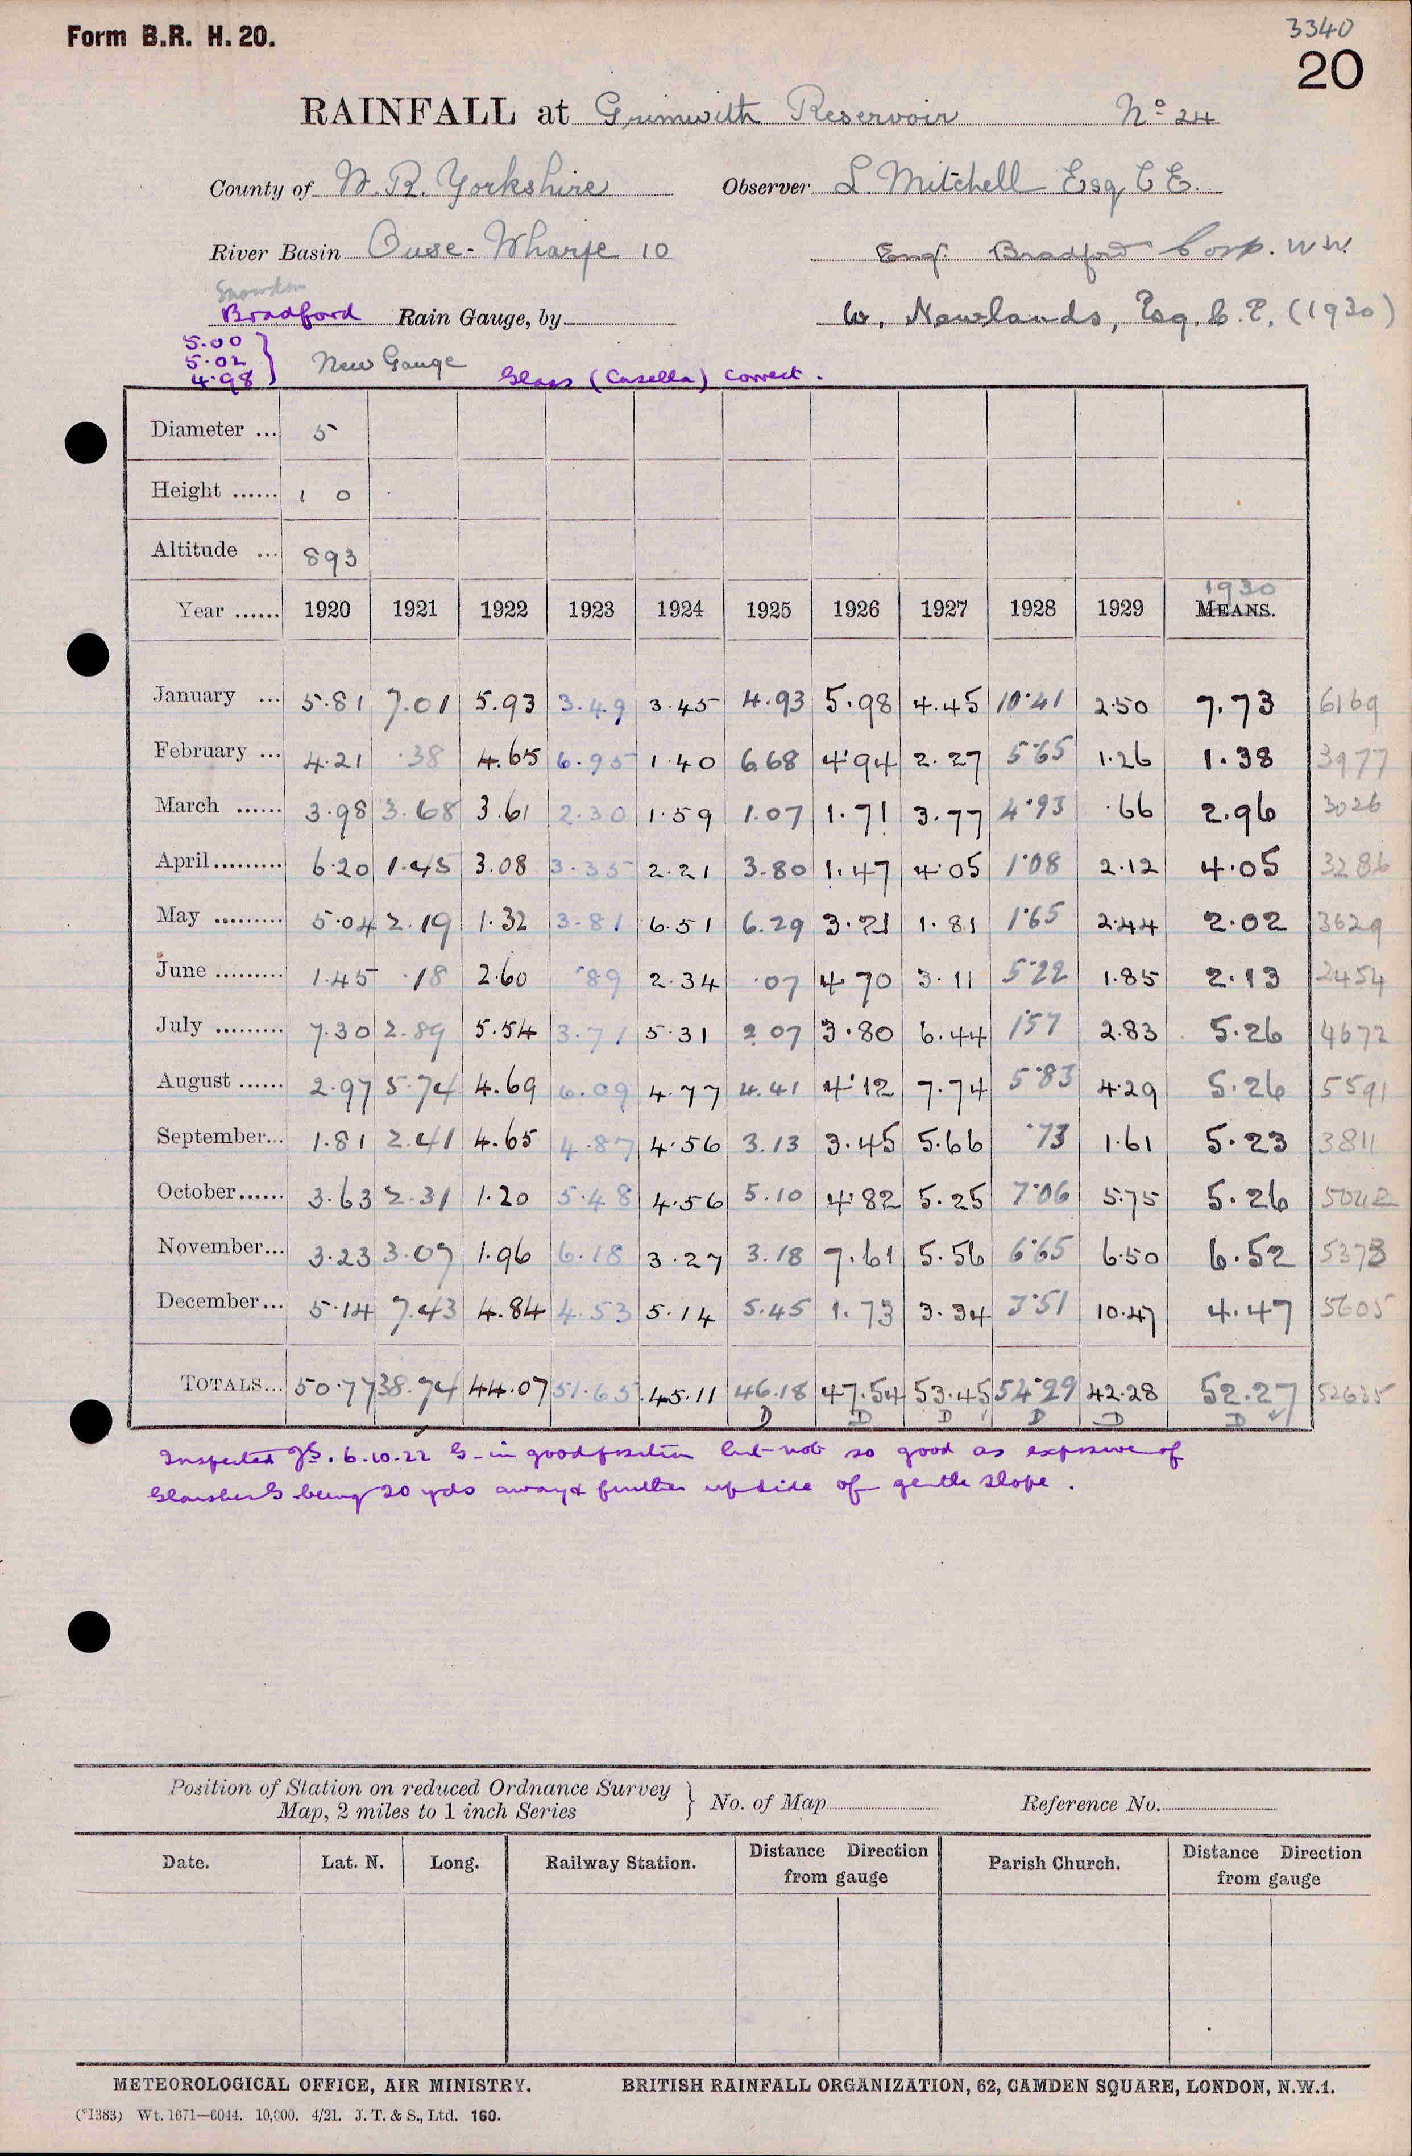 Form B.R. H. 20.
3340
20
RAINFALL at Grimwith Reservoir No 24
County of W. R. Yorkshire Observer L. Mitchell Esq C E.
River Basin Ouse - Wharfe 10 Eng. Bradford Corp. W W.
Snowdon
Bradford Rain Gauge, by W. Newlands, Esq. C. E. (1930)
5.00
5.02
4.98 } New Gauge Glass (Casella) correct.
Diameter ... 5
Height ...... 1 0
Altitude ... 893
1930
Year ...... 1920 1921 1922 1923 1924 1925 1926 1927 1928 1929 MEANS.
January ... 5.81 7.01 5.93 3.49 3.45 4.93 5.98 4.45 10.41 2.50 7.73 6169
February ... 4.21 .38 4.65 6.95 1.40 6.68 4.94 2.27 5.65 1.26 1.38 3977
March ...... 3.98 3.68 3.61 2.30 1.59 1.07 1.71 3.77 4.93 .66 2.96 3026
April......... 6.20 1.45 3.08 3.35 2.21 3.80 1.47 4.05 1.08 2.12 4.05 3286
May ......... 5.04 2.19 1.32 3.81 6.51 6.29 3.21 1.81 1.65 2.44 2.02 3629
June ......... 1.45 .18 2.60 .89 2.34 .07 4.70 3.11 5.22 1.85 2.13 2454
July ......... 7.30 2.89 5.54 3.71 5.31 2.07 3.80 6.44 1.57 2.83 5.26 4672
August ...... 2.97 5.74 4.69 6.09 4.77 4.41 4.12 7.74 5.83 4.29 5.26 5591
September... 1.81 2.41 4.65 4.87 4.56 3.13 3.45 5.66 .73 1.61 5.23 3811
October...... 3.63 2.31 1.20 5.48 4.56 5.10 4.82 5.25 7.06 5.75 5.26 5042
November... 3.23 3.07 1.96 6.18 3.27 3.18 7.61 5.56 6.65 6.50 6.52 5373
December... 5.14 7.43 4.84 4.53 5.14 5.45 1.73 3.34 3.51 10.47 4.47 5605
TOTALS... 50.77 38.74 44.07 51.65 45.11 46.18 47.54 53.45 54.29 42.28 52.27 52635
D D D D D D
Inspected 6.10.22 G in good position but not so good as exposure of
Glaisher G being 20 yds away & further up side of gentle slope.
Position of Station on reduced Ordnance Survey
Map, 2 miles to 1 inch Series } No. of Map Reference No.
Date. Lat. N. Long. Railway Station. Distance Direction from gauge Parish Church. Distance Direction from gauge
METEOROLOGICAL OFFICE, AIR MINISTRY. BRITISH RAINFALL ORGANIZATION, 62, CAMDEN SQUARE, LONDON, N.W.1.
(*1383) Wt. 1671—6044. 10,000. 4/21. J. T. & S., Ltd. 160.